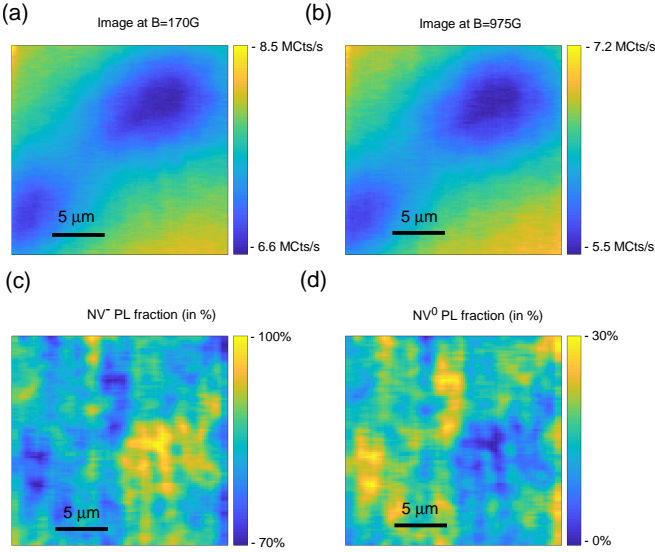 (a)
Image at B=170G
- 8.5 MCts/s
5 μm
- 6.6 MCts/s
(b)
Image at B=975G
- 7.2 MCts/s
5 μm
- 5.5 MCts/s
(c)
NV⁻ PL fraction (in %)
- 100%
5 μm
- 70%
(d)
NV⁰ PL fraction (in %)
- 30%
5 μm
- 0%